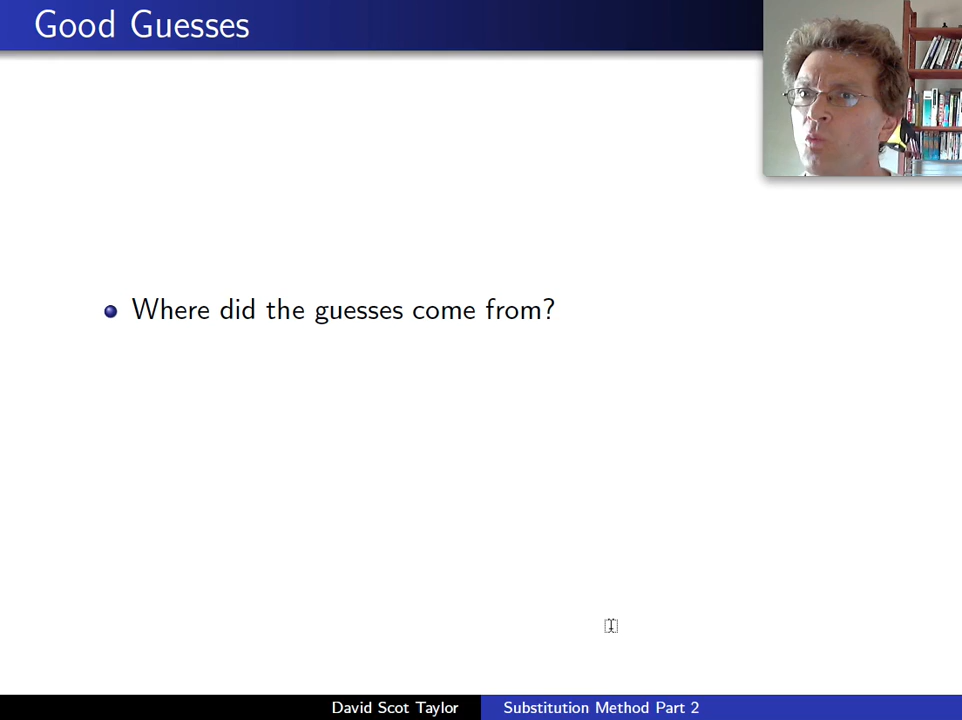 Good Guesses
Where did the guesses come from?
David Scot Taylor
Substitution Method Part 2